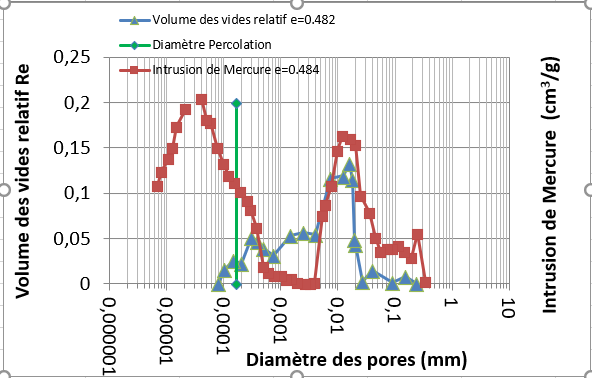 Volume des vides relatif e=0.482
Diamètre Percolation
Intrusion de Mercure e=0.484
Volume des vides relatif Re
0,25
0,2
0,15
0,1
0,05
0
0,000001
0,00001
0,0001
0,001
0,01
0,1
1
10
Diamètre des pores (mm)
Intrusion de Mercure (cm³/g)